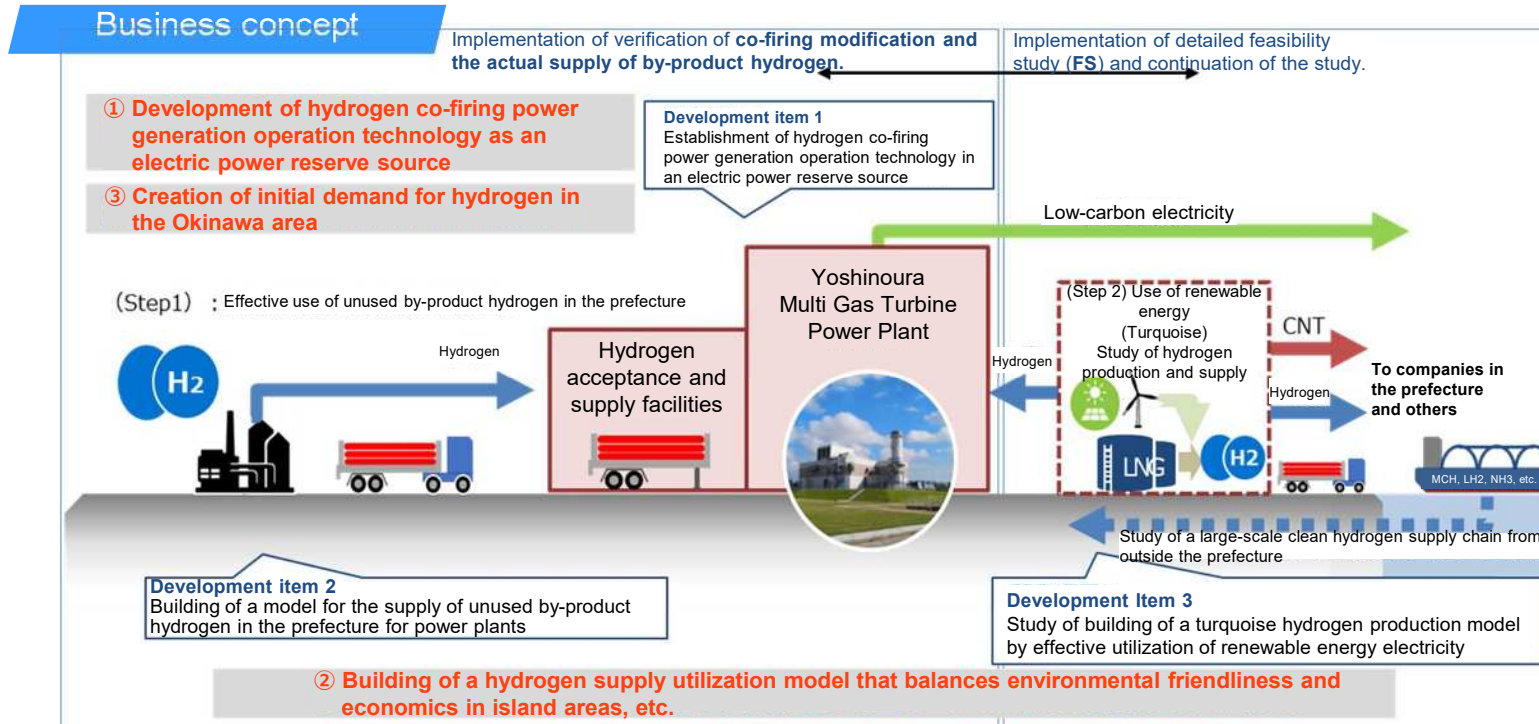 Business concept
Implementation of verification of co-firing modification and
the actual supply of by-product hydrogen.
Implementation of detailed feasibility
study (FS) and continuation of the study.
① Development of hydrogen co-firing power
generation operation technology as an
electric power reserve source
③ Creation of initial demand for hydrogen in
the Okinawa area
Development item 1
Establishment of hydrogen co-firing
power generation operation technology in
an electric power reserve source
Low-carbon electricity
(Step1) : Effective use of unused by-product hydrogen in the prefecture
H2
Hydrogen
Hydrogen
acceptance and
supply facilities
Yoshinoura
Multi Gas Turbine
Power Plant
Hydrogen
(Step 2) Use of renewable
energy
(Turquoise)
Study of hydrogen
production and supply
LNG
H2
CNT
Hydrogen
To companies in
the prefecture
and others
MCH, LH2, NH3, etc.
Study of a large-scale clean hydrogen supply chain from
outside the prefecture
Development item 2
Building of a model for the supply of unused by-product
hydrogen in the prefecture for power plants
Development Item 3
Study of building of a turquoise hydrogen production model
by effective utilization of renewable energy electricity
② Building of a hydrogen supply utilization model that balances environmental friendliness and
economics in island areas, etc.